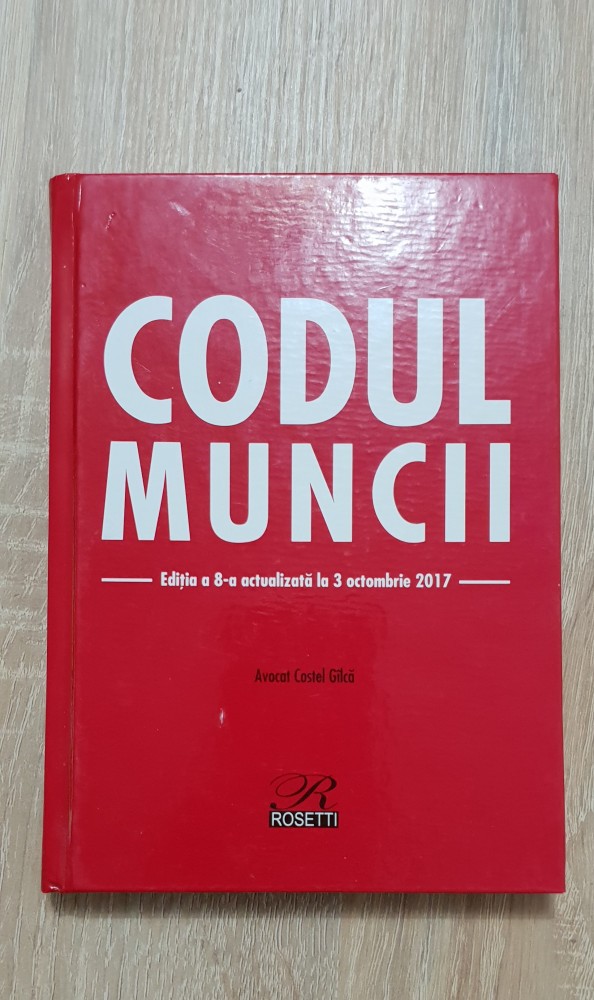 CODUL
MUNCII
Ediția a 8-a actualizată la 3 octombrie 2017
Avocat Costel Gîlcă
R
ROSETTI